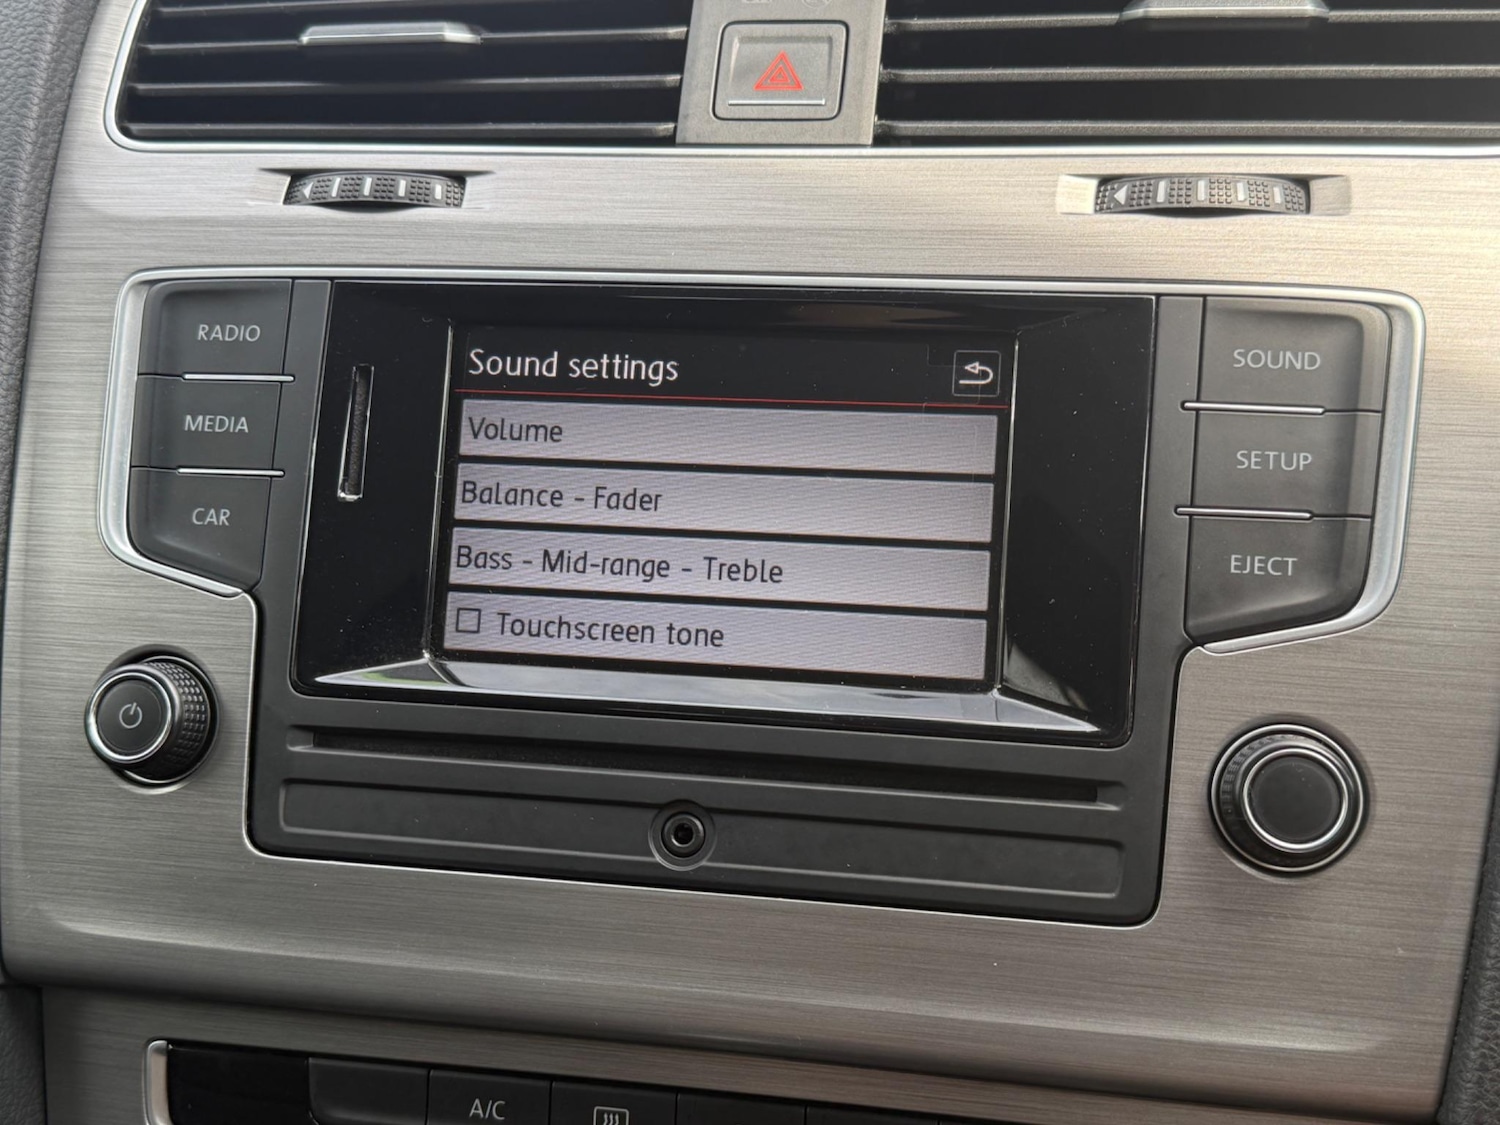 RADIO
MEDIA
CAR
Sound settings
Volume
Balance - Fader
Bass - Mid-range - Treble
Touchscreen tone
SOUND
SETUP
EJECT
A/C